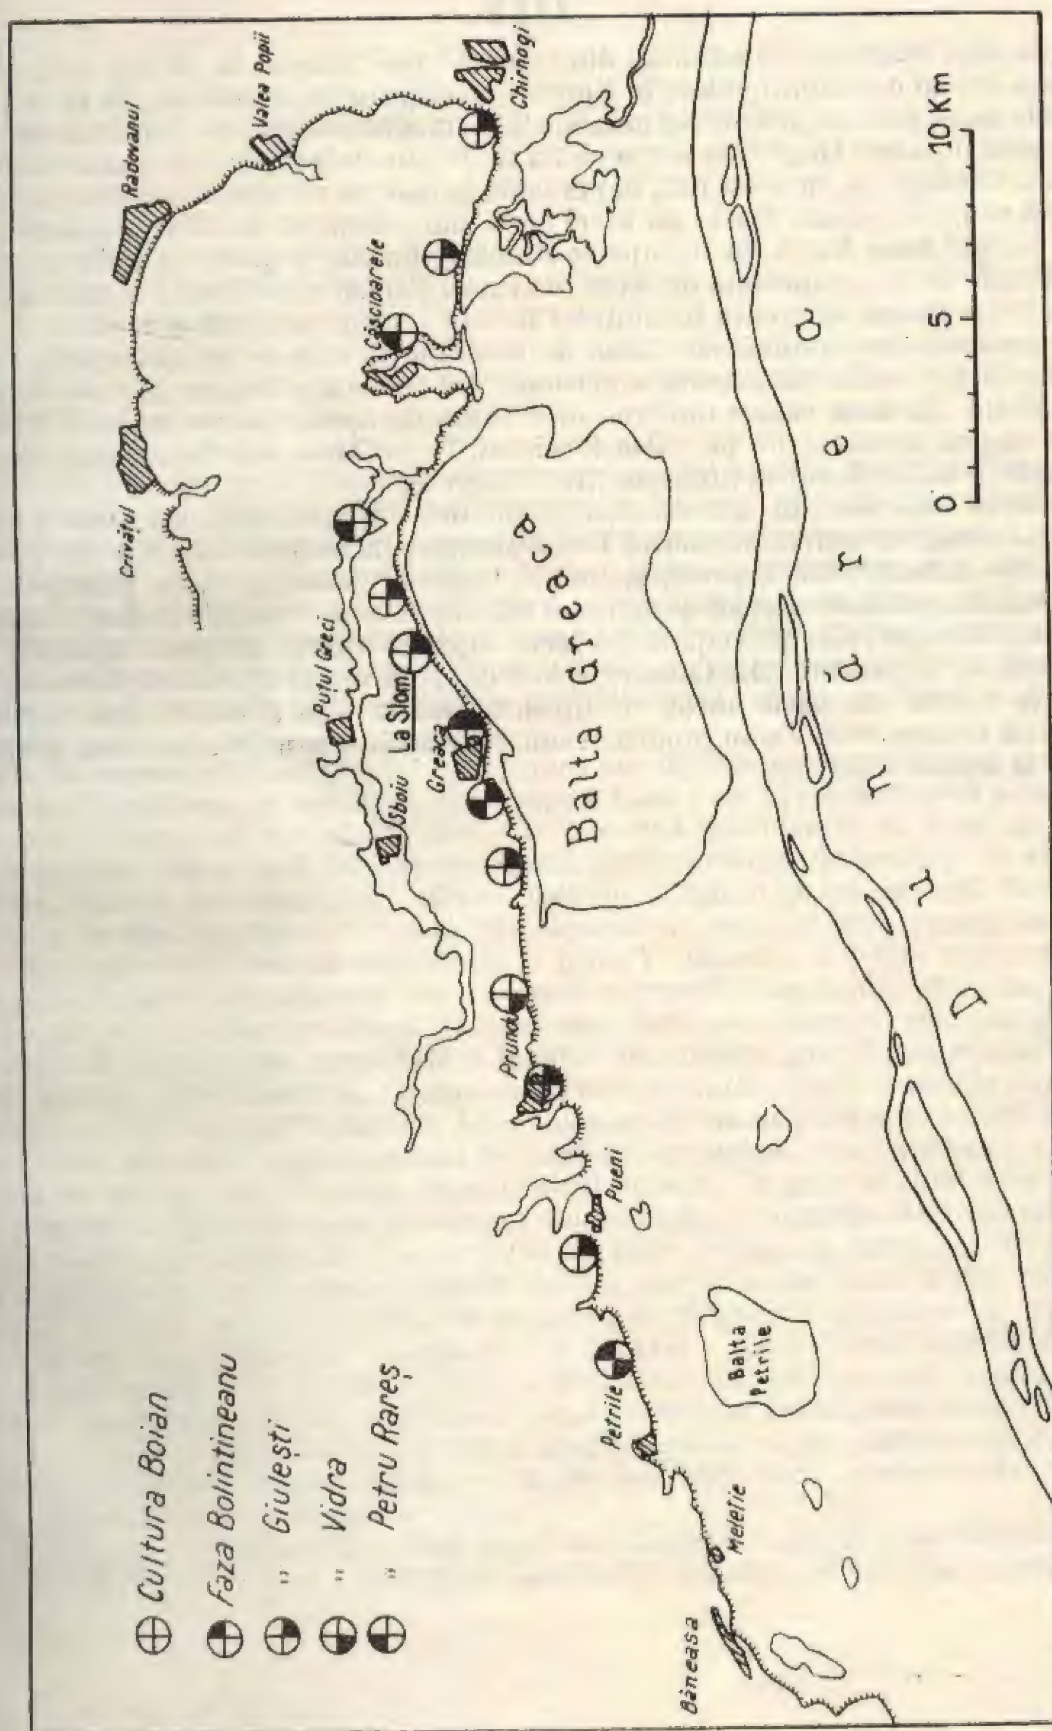 Cultura Boian
Faza Bolintineanu
" Giulești
" Vidra
" Petru Rareș
Crivățul
Radovanul
Valea Popii
Chirnogi
Căscioarele
Puțul Greci
Sboiu
La Slom
Greaca
Prundu
Pueni
Petrile
Meletie
Băneasa
Balta Greaca
Balta
Petrile
Dunărea
0 5 10 Km